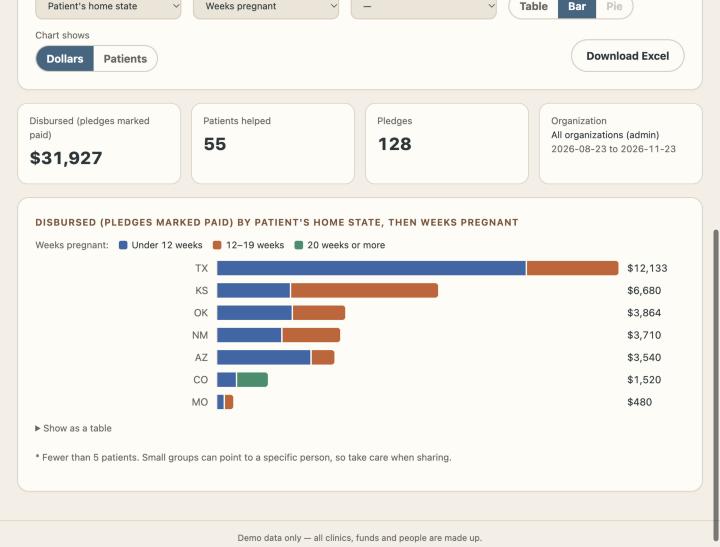 Patient's home state
Weeks pregnant
—
Table
Bar
Pie
Chart shows
Dollars
Patients
Download Excel
Disbursed (pledges marked
paid)
$31,927
Patients helped
55
Pledges
128
Organization
All organizations (admin)
2026-08-23 to 2026-11-23
DISBURSED (PLEDGES MARKED PAID) BY PATIENT'S HOME STATE, THEN WEEKS PREGNANT
Weeks pregnant: Under 12 weeks 12–19 weeks 20 weeks or more
TX $12,133
KS $6,680
OK $3,864
NM $3,710
AZ $3,540
CO $1,520
MO $480
Show as a table
* Fewer than 5 patients. Small groups can point to a specific person, so take care when sharing.
Demo data only — all clinics, funds and people are made up.